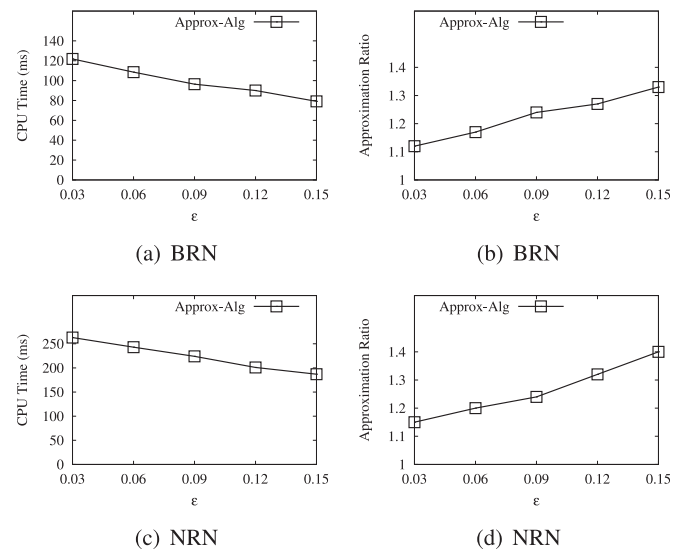 Approx-Alg
CPU Time (ms)
140
120
100
80
60
40
20
0
0.03 0.06 0.09 0.12 0.15
ε
(a) BRN
Approx-Alg
Approximation Ratio
1.4
1.3
1.2
1.1
1
0.03 0.06 0.09 0.12 0.15
ε
(b) BRN
Approx-Alg
CPU Time (ms)
250
200
150
100
50
0
0.03 0.06 0.09 0.12 0.15
ε
(c) NRN
Approx-Alg
Approximation Ratio
1.4
1.3
1.2
1.1
1
0.03 0.06 0.09 0.12 0.15
ε
(d) NRN